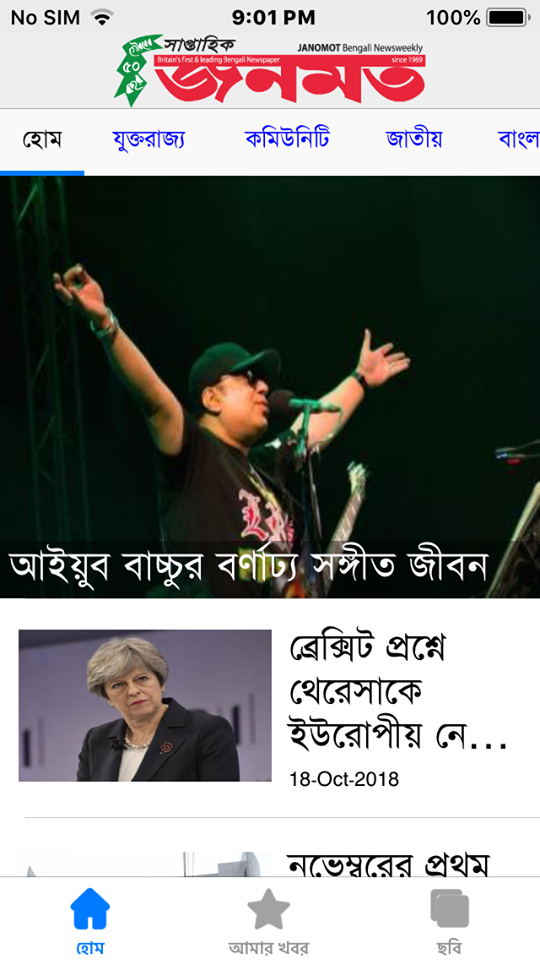 No SIM 9:01 PM 100%
সাপ্তাহিক
JANOMOT Bengali Newsweekly
Britain's First & leading Bengali Newspaper since 1969
জনমত
হোম যুক্তরাজ্য কমিউনিটি জাতীয় বাংল
আইয়ুব বাচ্চুর বর্ণাঢ্য সঙ্গীত জীবন
ব্রেক্সিট প্রশ্নে
থেরেসাকে
ইউরোপীয় নে...
18-Oct-2018
নভেম্বরের প্রথম
হোম আমার খবর ছবি